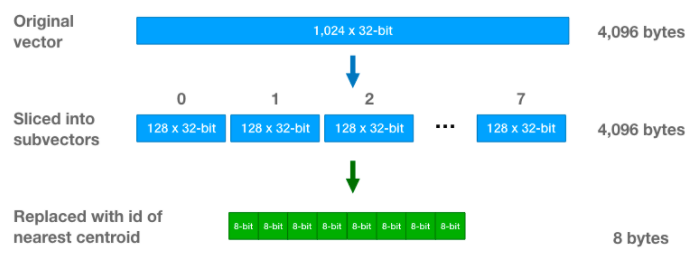 Original
vector
1,024 x 32-bit
4,096 bytes
0 1 2 7
Sliced into
subvectors
128 x 32-bit 128 x 32-bit 128 x 32-bit ... 128 x 32-bit
4,096 bytes
Replaced with id of
nearest centroid
8-bit 8-bit 8-bit 8-bit 8-bit 8-bit 8-bit 8-bit
8 bytes